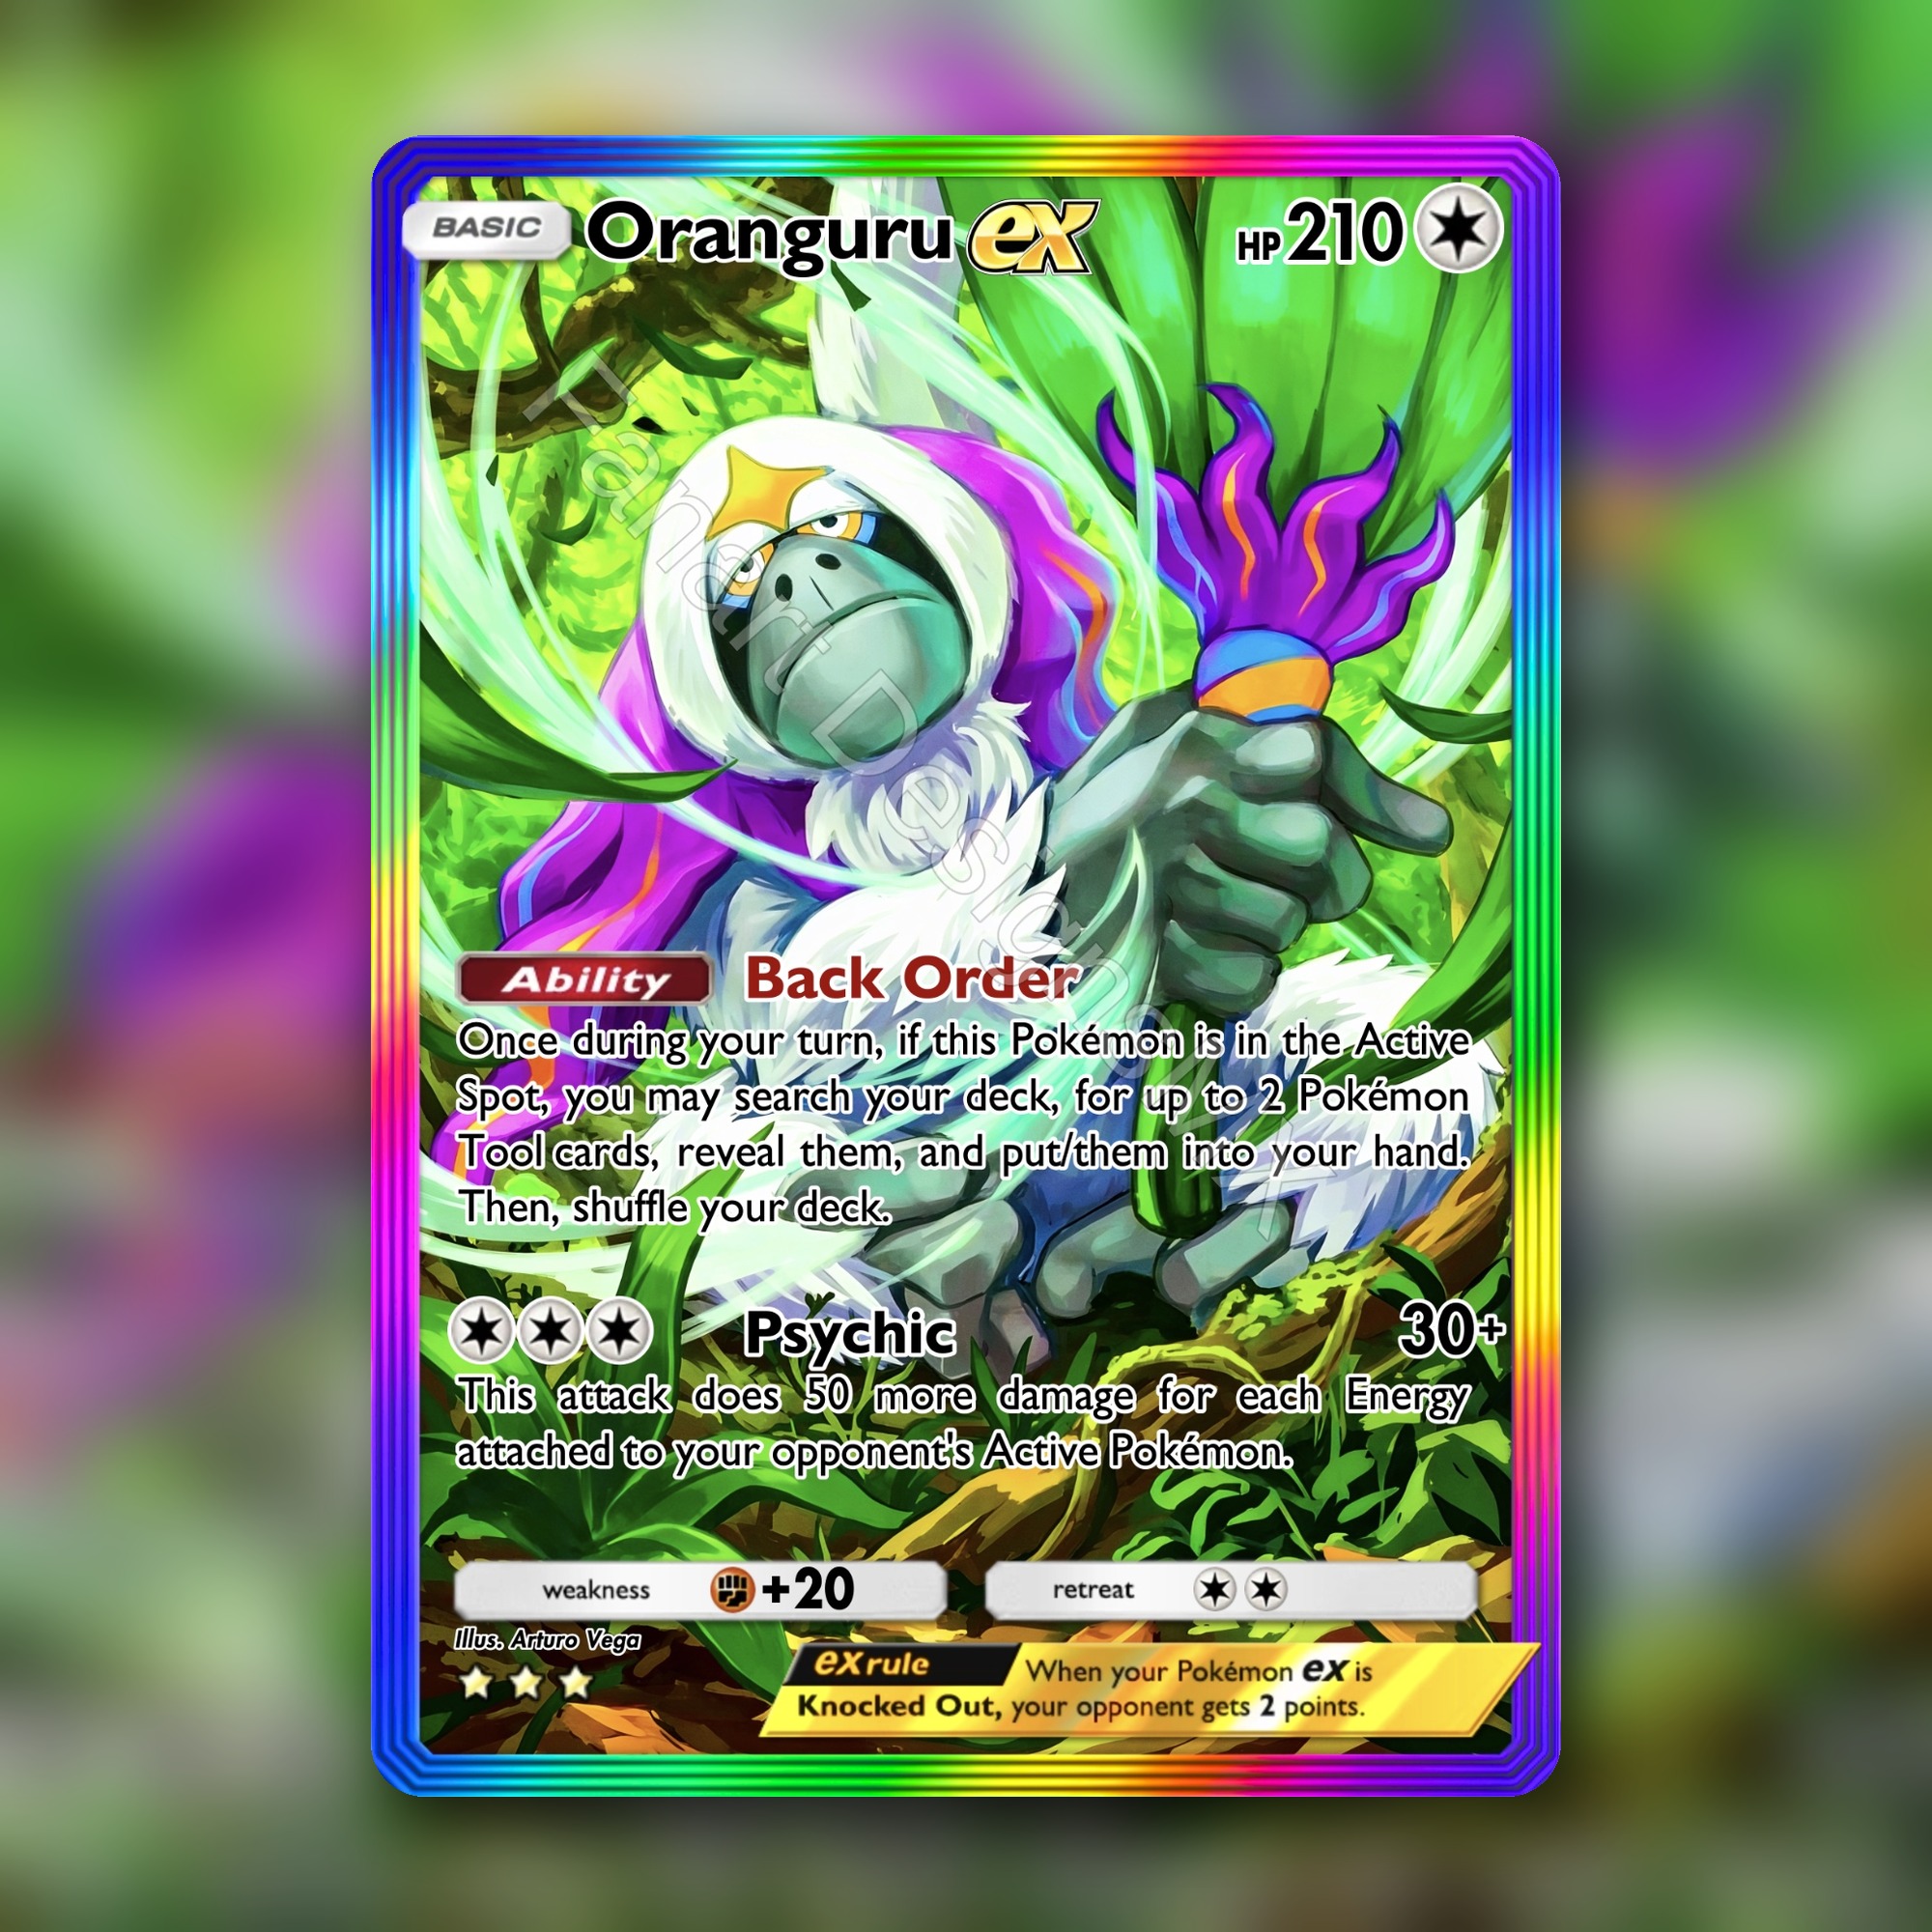 BASIC Oranguru ex HP 210
Fanart Designs
Ability Back Order
Once during your turn, if this Pokémon is in the Active
Spot, you may search your deck, for up to 2 Pokémon
Tool cards, reveal them, and put them into your hand.
Then, shuffle your deck.
Psychic 30+
This attack does 50 more damage for each Energy
attached to your opponent's Active Pokémon.
weakness +20 retreat
Illus. Arturo Vega
ex rule When your Pokémon ex is
Knocked Out, your opponent gets 2 points.